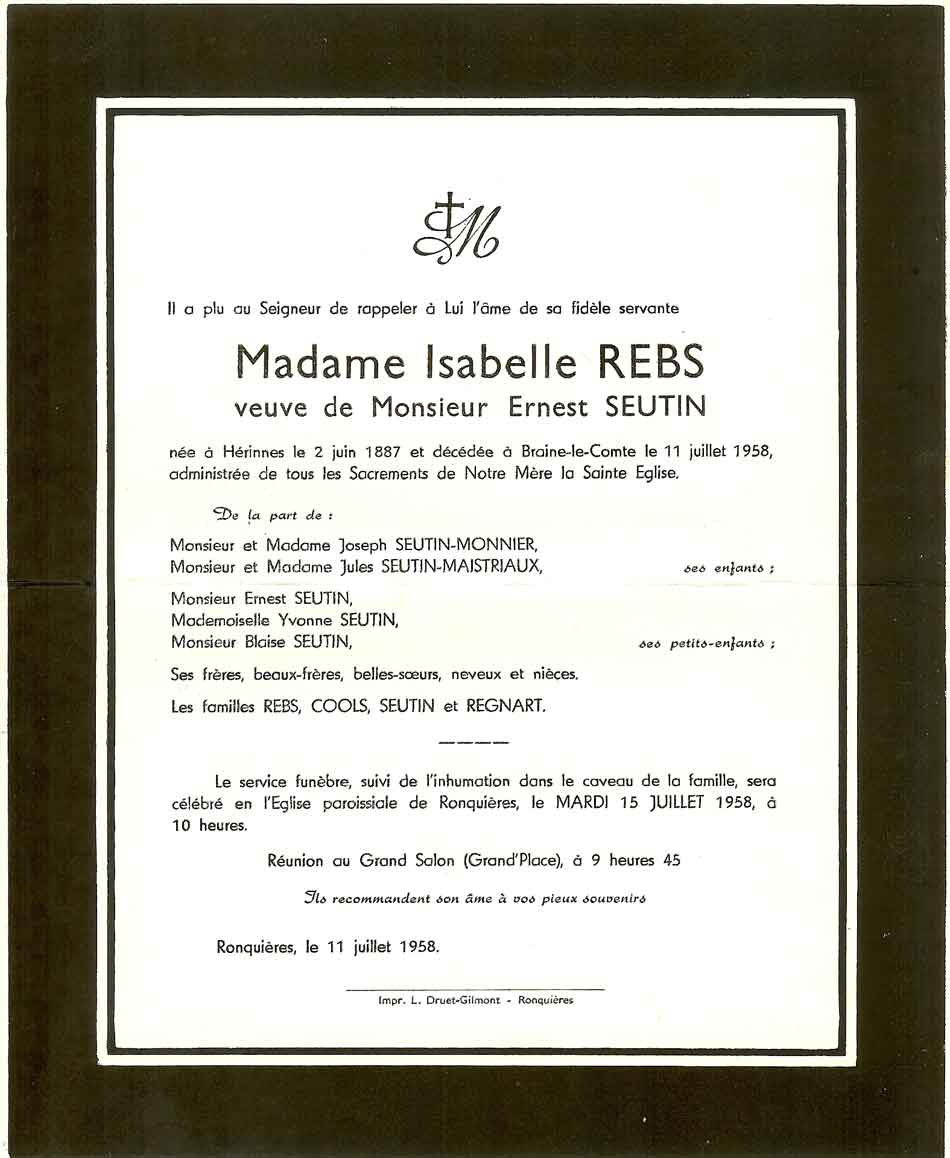 M
Il a plu au Seigneur de rappeler à Lui l'âme de sa fidèle servante
Madame Isabelle REBS
veuve de Monsieur Ernest SEUTIN
née à Hérinnes le 2 juin 1887 et décédée à Braine-le-Comte le 11 juillet 1958,
administrée de tous les Sacrements de Notre Mère la Sainte Eglise.
De la part de :
Monsieur et Madame Joseph SEUTIN-MONNIER,
Monsieur et Madame Jules SEUTIN-MAISTRIAUX, ses enfants ;
Monsieur Ernest SEUTIN,
Mademoiselle Yvonne SEUTIN,
Monsieur Blaise SEUTIN, ses petits-enfants ;
Ses frères, beaux-frères, belles-sœurs, neveux et nièces.
Les familles REBS, COOLS, SEUTIN et REGNART.
Le service funèbre, suivi de l'inhumation dans le caveau de la famille, sera
célébré en l'Eglise paroissiale de Ronquières, le MARDI 15 JUILLET 1958, à
10 heures.
Réunion au Grand Salon (Grand'Place), à 9 heures 45
Ils recommandent son âme à vos pieux souvenirs
Ronquières, le 11 juillet 1958.
Impr. L. Druet-Gilmont - Ronquières